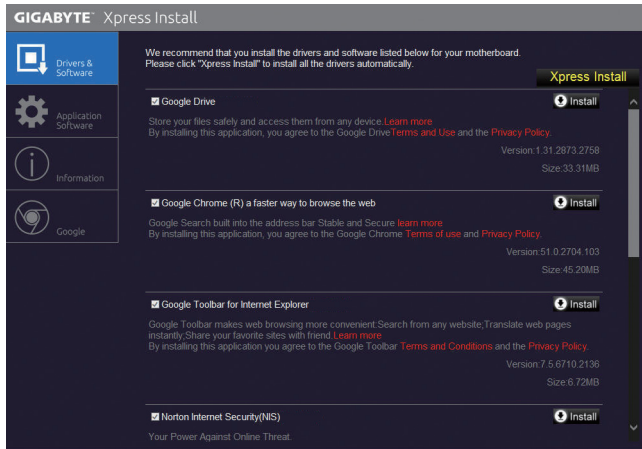 GIGABYTE™ Xpress Install
Drivers &
Software
Application
Software
Information
Google
We recommend that you install the drivers and software listed below for your motherboard.
Please click "Xpress Install" to install all the drivers automatically.
Xpress Install
Google Drive
Install
Store your files safely and access them from any device.Learn more
By installing this application, you agree to the Google DriveTerms and Use and the Privacy Policy.
Version:1.31.2873.2758
Size:33.31MB
Google Chrome (R) a faster way to browse the web
Install
Google Search built into the address bar Stable and Secure learn more
By installing this application, you agree to the Google Chrome Terms of use and Privacy Policy.
Version:51.0.2704.103
Size:45.20MB
Google Toolbar for Internet Explorer
Install
Google Toolbar makes web browsing more convenient:Search from any website;Translate web pages
instantly;Share your favorite sites with friend.Learn more
By installing this application you agree to the Google Toolbar Terms and Conditions and the Privacy Policy.
Version:7.5.6710.2136
Size:6.72MB
Norton Internet Security(NIS)
Install
Your Power Against Online Threat.